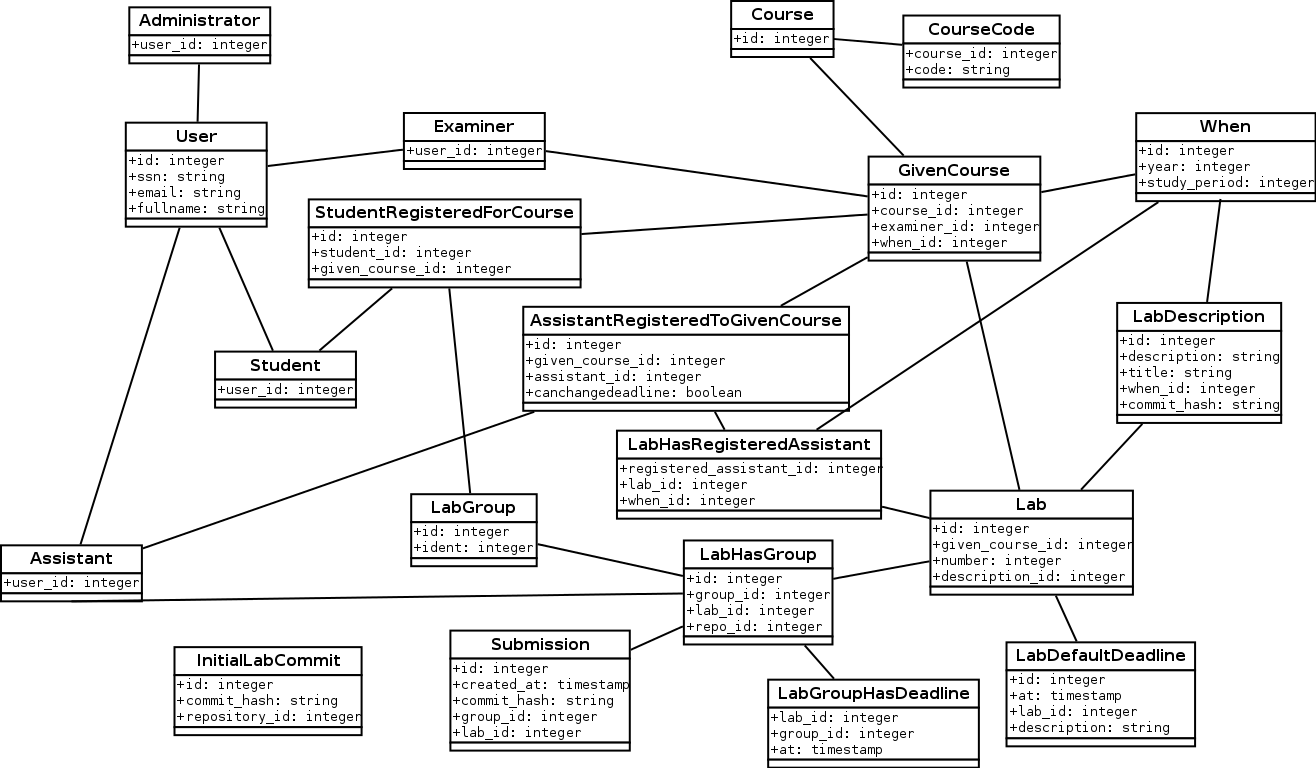 Administrator
+user_id: integer
Course
+id: integer
CourseCode
+course_id: integer
+code: string
User
+id: integer
+ssn: string
+email: string
+fullname: string
Examiner
+user_id: integer
When
+id: integer
+year: integer
+study_period: integer
GivenCourse
+id: integer
+course_id: integer
+examiner_id: integer
+when_id: integer
StudentRegisteredForCourse
+id: integer
+student_id: integer
+given_course_id: integer
AssistantRegisteredToGivenCourse
+id: integer
+given_course_id: integer
+assistant_id: integer
+canchangedeadline: boolean
LabDescription
+id: integer
+description: string
+title: string
+when_id: integer
+commit_hash: string
Student
+user_id: integer
LabHasRegisteredAssistant
+registered_assistant_id: integer
+lab_id: integer
+when_id: integer
LabGroup
+id: integer
+ident: integer
Lab
+id: integer
+given_course_id: integer
+number: integer
+description_id: integer
Assistant
+user_id: integer
LabHasGroup
+id: integer
+group_id: integer
+lab_id: integer
+repo_id: integer
InitialLabCommit
+id: integer
+commit_hash: string
+repository_id: integer
Submission
+id: integer
+created_at: timestamp
+commit_hash: string
+group_id: integer
+lab_id: integer
LabGroupHasDeadline
+lab_id: integer
+group_id: integer
+at: timestamp
LabDefaultDeadline
+id: integer
+at: timestamp
+lab_id: integer
+description: string